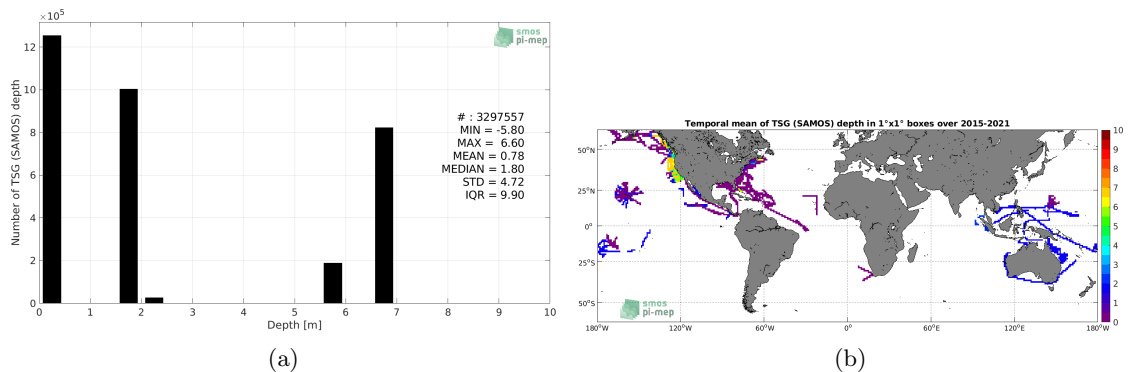 ×10⁵
12
10
8
6
4
2
0
Number of TSG (SAMOS) depth
smos
pi-mep
# : 3297557
MIN = -5.80
MAX = 6.60
MEAN = 0.78
MEDIAN = 1.80
STD = 4.72
IQR = 9.90
0 1 2 3 4 5 6 7 8 9 10
Depth [m]
(a)
Temporal mean of TSG (SAMOS) depth in 1°x1° boxes over 2015-2021
50°N
25°N
0°
25°S
50°S
smos
pi-mep
180°W 120°W 60°W 0° 60°E 120°E 180°W
10
9
8
7
6
5
4
3
2
1
0
(b)